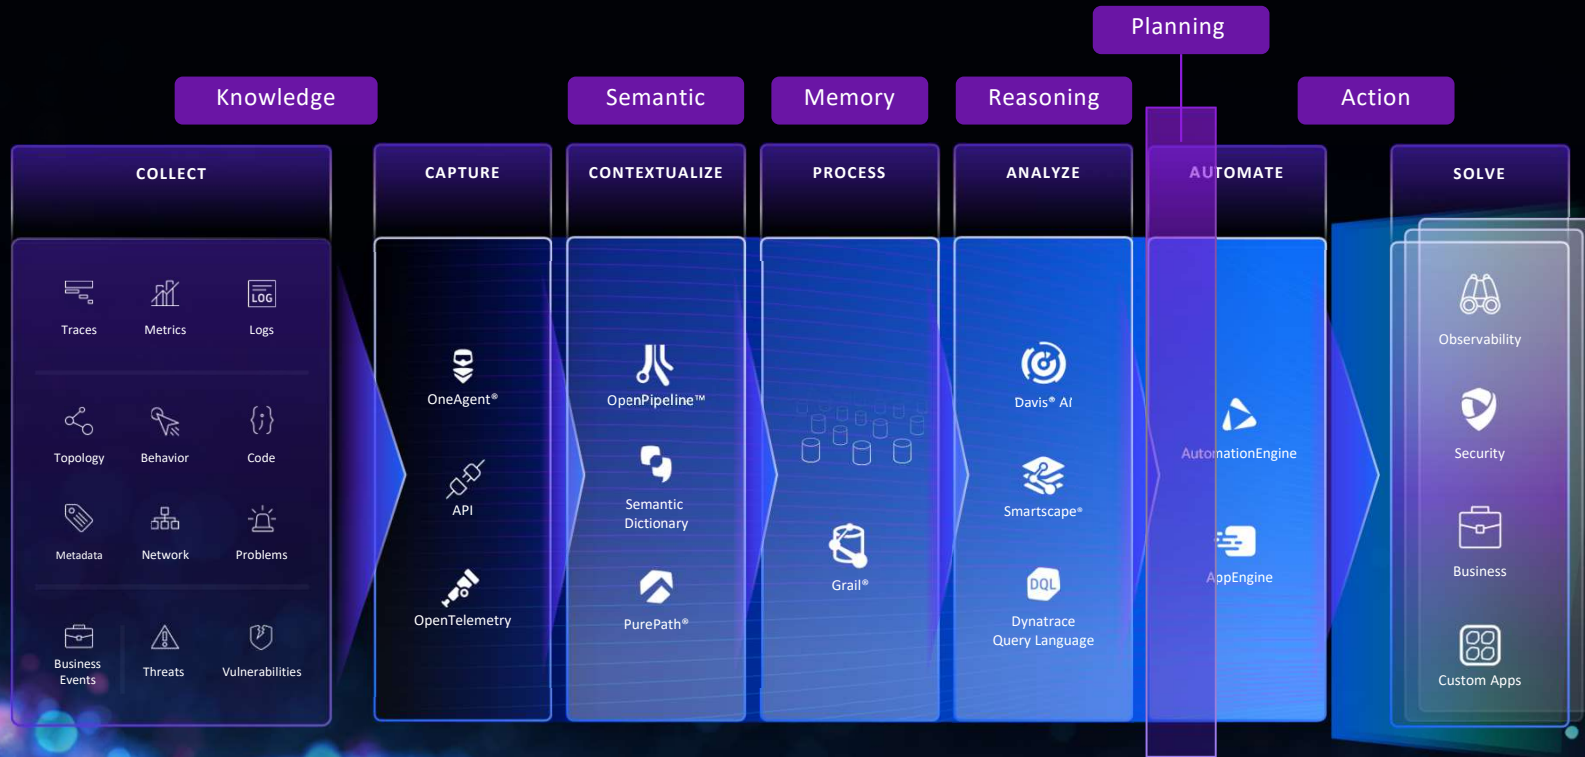 Planning
Knowledge
Semantic
Memory
Reasoning
Action
COLLECT
CAPTURE
CONTEXTUALIZE
PROCESS
ANALYZE
AUTOMATE
SOLVE
Traces
Metrics
LOG
Logs
Topology
Behavior
{;}
Code
Metadata
Network
Problems
Business
Events
Threats
Vulnerabilities
OneAgent®
API
OpenTelemetry
OpenPipeline™
Semantic
Dictionary
PurePath®
Grail®
Davis® AI
Smartscape®
DQL
Dynatrace
Query Language
AutomationEngine
AppEngine
Observability
Security
Business
Custom Apps